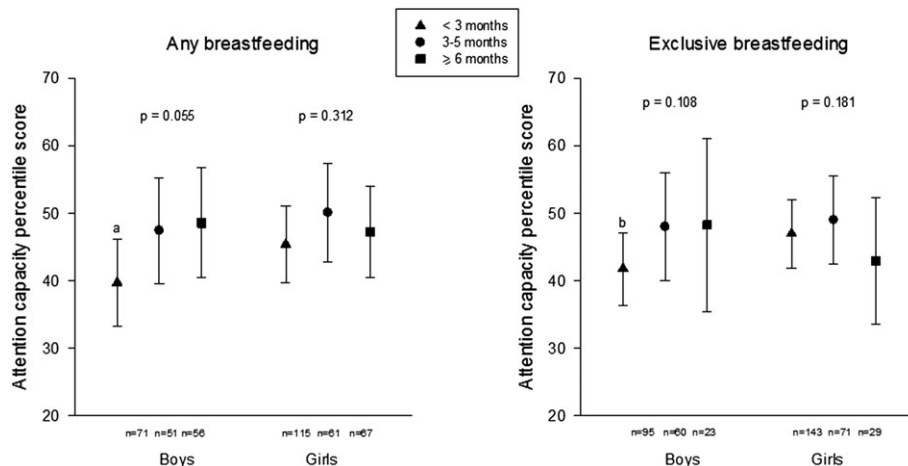 < 3 months
3-5 months
⩾ 6 months
Any breastfeeding
Attention capacity percentile score
70
60
50
40
30
20
p = 0.055
p = 0.312
a
n=71 n=51 n=56
n=115 n=61 n=67
Boys
Girls
Exclusive breastfeeding
Attention capacity percentile score
70
60
50
40
30
20
p = 0.108
p = 0.181
b
n=95 n=60 n=23
n=143 n=71 n=29
Boys
Girls